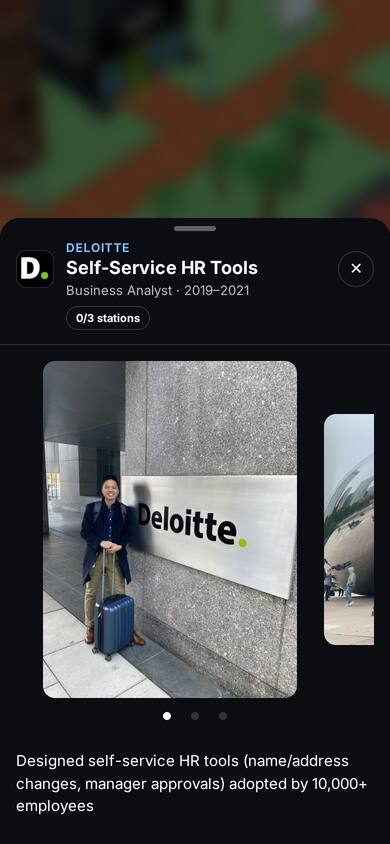 D.
DELOITTE
Self-Service HR Tools
Business Analyst · 2019–2021
0/3 stations
Deloitte.
Designed self-service HR tools (name/address
changes, manager approvals) adopted by 10,000+
employees